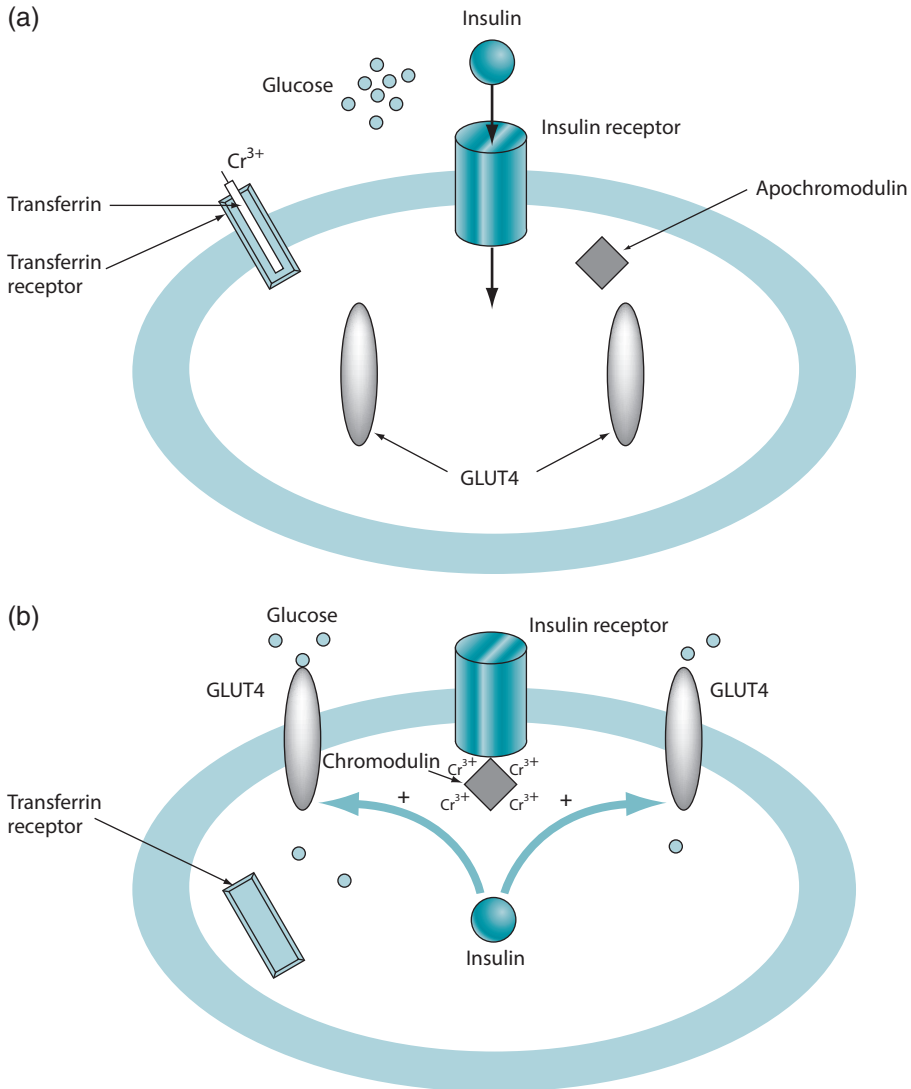 (a)
Insulin
Glucose
Insulin receptor
Cr³⁺
Transferrin
Apochromodulin
Transferrin
receptor
GLUT4
(b)
Glucose
Insulin receptor
GLUT4
GLUT4
Chromodulin
Cr³⁺
Cr³⁺
Cr³⁺
Cr³⁺
+
+
Transferrin
receptor
Insulin